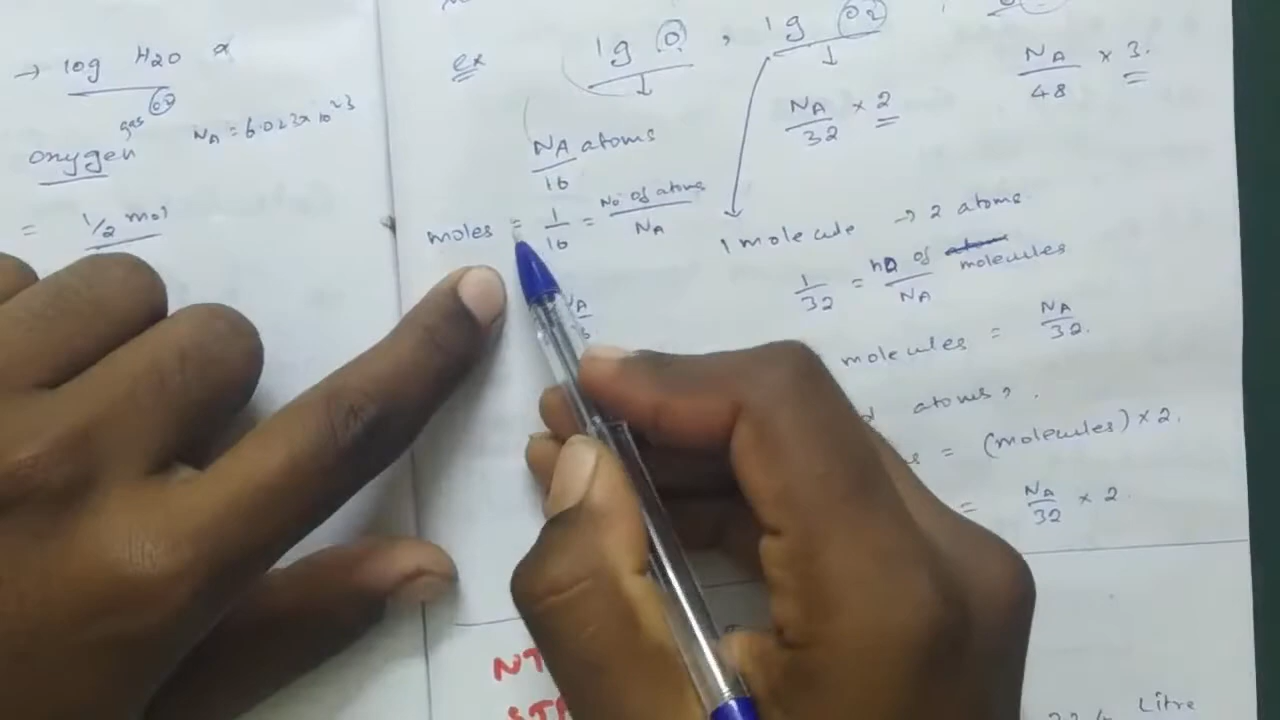 → 10g H2O
gas O2
NA = 6.023 x 10^23
oxygen
= 1/2 mol
ex
1g O , 1g O2 ,
NA/16 atoms
NA/32 x 2
NA/48 x 3.
moles = 1/16 = No of atoms/NA
1 molecule → 2 atoms
1/32 = no of molecules/NA
molecules = NA/32.
atoms,
= (molecules) x 2.
= NA/32 x 2.
Litre